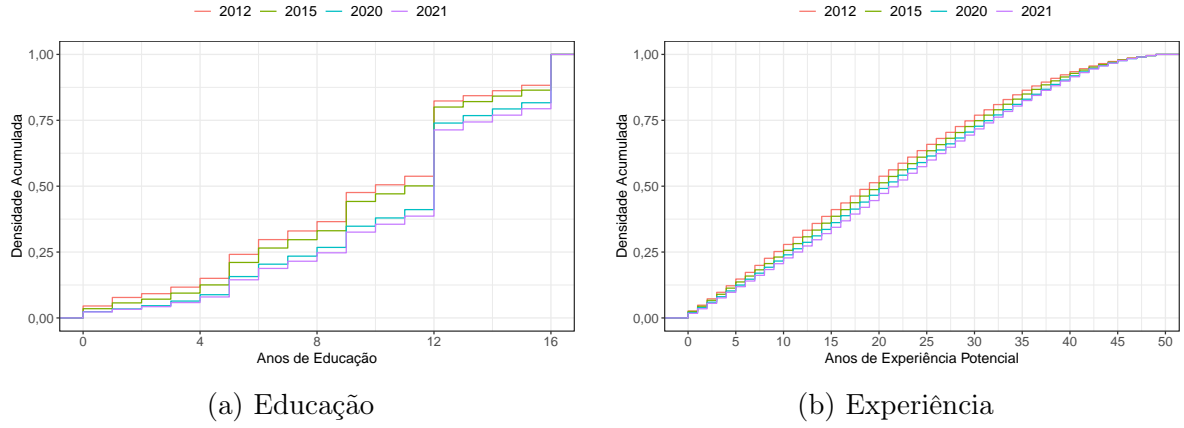 2012 2015 2020 2021
Densidade Acumulada
1,00
0,75
0,50
0,25
0,00
0 4 8 12 16
Anos de Educação
(a) Educação
2012 2015 2020 2021
Densidade Acumulada
1,00
0,75
0,50
0,25
0,00
0 5 10 15 20 25 30 35 40 45 50
Anos de Experiência Potencial
(b) Experiência